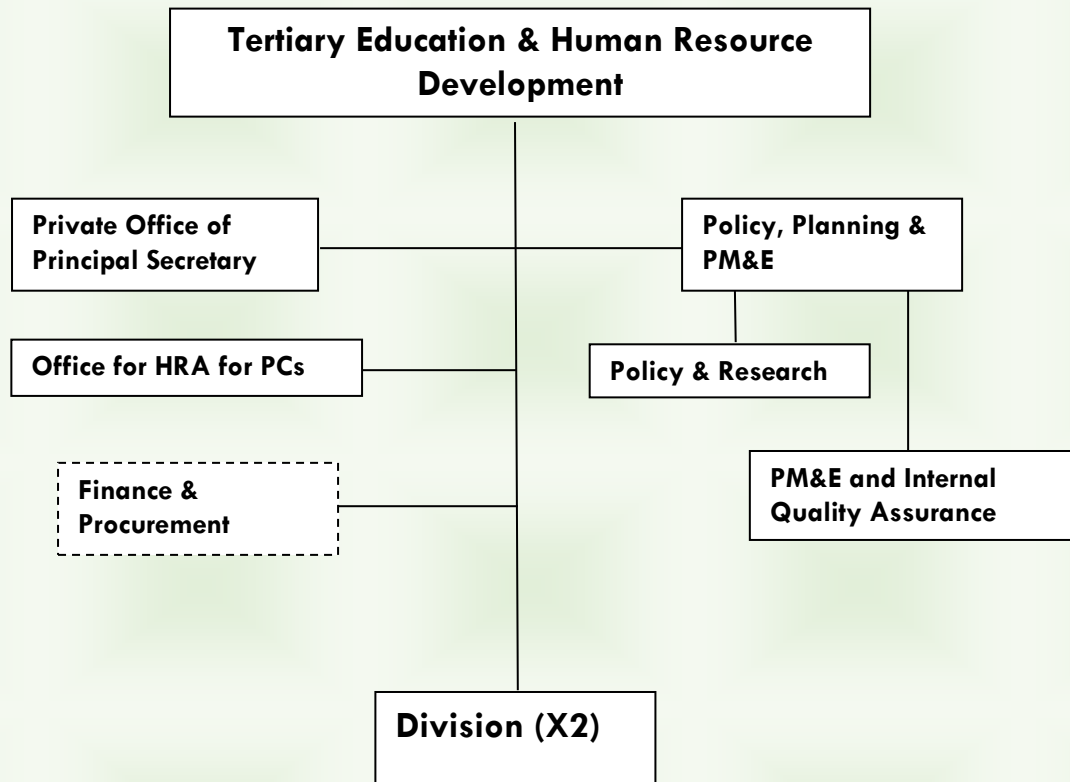 Tertiary Education & Human Resource
Development
Private Office of
Principal Secretary
Policy, Planning &
PM&E
Office for HRA for PCs
Policy & Research
Finance &
Procurement
PM&E and Internal
Quality Assurance
Division (X2)